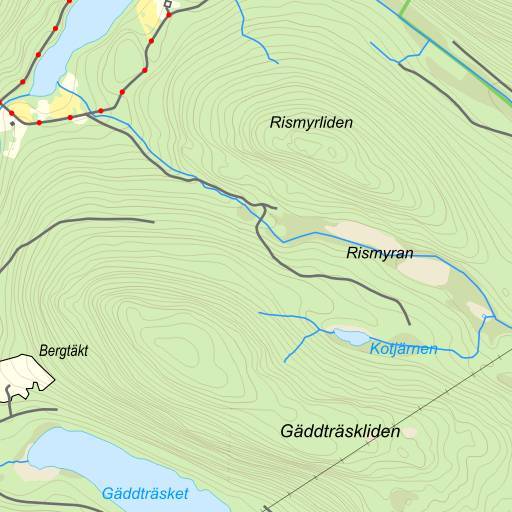 Rismyrliden
Rismyran
Kotjärnen
Bergtäkt
Gäddträskliden
Gäddträsket